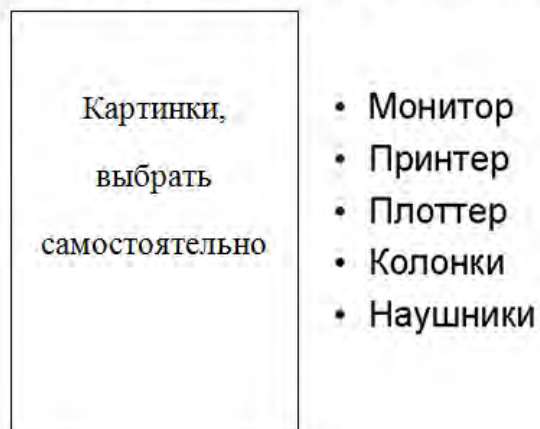 Картинки,
выбрать
самостоятельно
• Монитор
• Принтер
• Плоттер
• Колонки
• Наушники